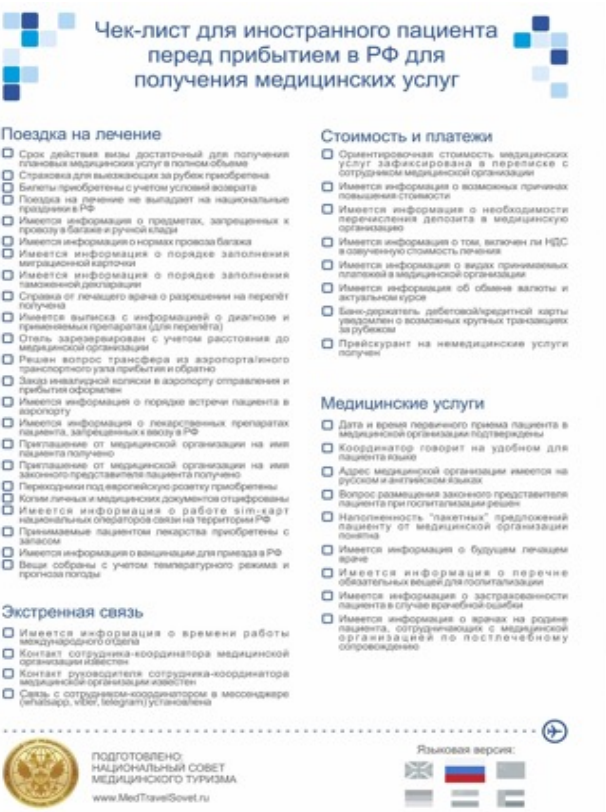 Чек-лист для иностранного пациента
перед прибытием в РФ для
получения медицинских услуг
Поездка на лечение
Срок действия визы достаточный для получения
плановых медицинских услуг в полном объеме
Страховка для выезжающих за рубеж приобретена
Билеты приобретены с учетом условий возврата
Поездка на лечение не выпадает на национальные
праздники в РФ
Имеется информация о предметах, запрещенных к
провозу в багаже и ручной клади
Имеется информация о нормах провоза багажа
Имеется информация о порядке заполнения
миграционной карточки
Имеется информация о порядке заполнения
таможенной декларации
Справка от лечащего врача о разрешении на перелёт
получена
Имеется выписка с информацией о диагнозе и
применяемых препаратах (для перелёта)
Отель зарезервирован с учетом расстояния до
медицинской организации
Решен вопрос трансфера из аэропорта/иного
транспортного узла прибытия и обратно
Заказ инвалидной коляски в аэропорту отправления и
прибытия оформлен
Имеется информация о порядке встречи пациента в
аэропорту
Имеется информация о лекарственных препаратах
пациента, запрещенных к ввозу в РФ
Приглашение от медицинской организации на имя
пациента получено
Приглашение от медицинской организации на имя
законного представителя пациента получено
Переходники под европейскую розетку приобретены
Копии личных и медицинских документов отцифрованы
Имеется информация о работе sim-карт
национальных операторов связи на территории РФ
Принимаемые пациентом лекарства приобретены с
запасом
Имеется информация о вакцинации для приезда в РФ
Вещи собраны с учетом температурного режима и
прогноза погоды
Экстренная связь
Имеется информация о времени работы
международного отдела
Контакт сотрудника-координатора медицинской
организации известен
Контакт руководителя сотрудника-координатора
медицинской организации известен
Связь с сотрудником-координатором в мессенджере
(whatsapp, viber, telegram) установлена
Стоимость и платежи
Ориентировочная стоимость медицинских
услуг зафиксирована в переписке с
сотрудником медицинской организации
Имеется информация о возможных причинах
повышения стоимости
Имеется информация о необходимости
перечисления депозита в медицинскую
организацию
Имеется информация о том, включен ли НДС
в озвученную стоимость лечения
Имеется информация о видах принимаемых
платежей в медицинской организации
Имеется информация об обмене валюты и
актуальном курсе
Банк-держатель дебетовой/кредитной карты
уведомлен о возможных крупных транзакциях
за рубежом
Прейскурант на немедицинские услуги
получен
Медицинские услуги
Дата и время первичного приема пациента в
медицинской организации подтверждены
Координатор говорит на удобном для
пациента языке
Адрес медицинской организации имеется на
русском и английском языках
Вопрос размещения законного представителя
пациента при госпитализации решен
Наполненность "пакетных" предложений
пациенту от медицинской организации
понятна
Имеется информация о будущем лечащем
враче
Имеется информация о перечне
обязательных вещей для госпитализации
Имеется информация о застрахованности
пациента в случае врачебной ошибки
Имеется информация о врачах на родине
пациента, сотрудничающих с медицинской
организацией по постлечебному
сопровождению
ПОДГОТОВЛЕНО:
НАЦИОНАЛЬНЫЙ СОВЕТ
МЕДИЦИНСКОГО ТУРИЗМА
www.MedTravelSovet.ru
Языковая версия: